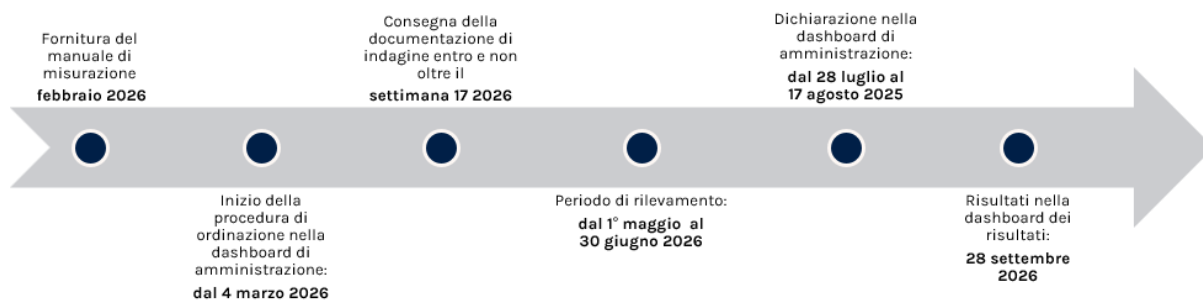 Fornitura del
manuale di
misurazione
febbraio 2026
Inizio della
procedura di
ordinazione nella
dashboard di
amministrazione:
dal 4 marzo 2026
Consegna della
documentazione di
indagine entro e non
oltre il
settimana 17 2026
Periodo di rilevamento:
dal 1° maggio al
30 giugno 2026
Dichiarazione nella
dashboard di
amministrazione:
dal 28 luglio al
17 agosto 2025
Risultati nella
dashboard dei
risultati:
28 settembre
2026